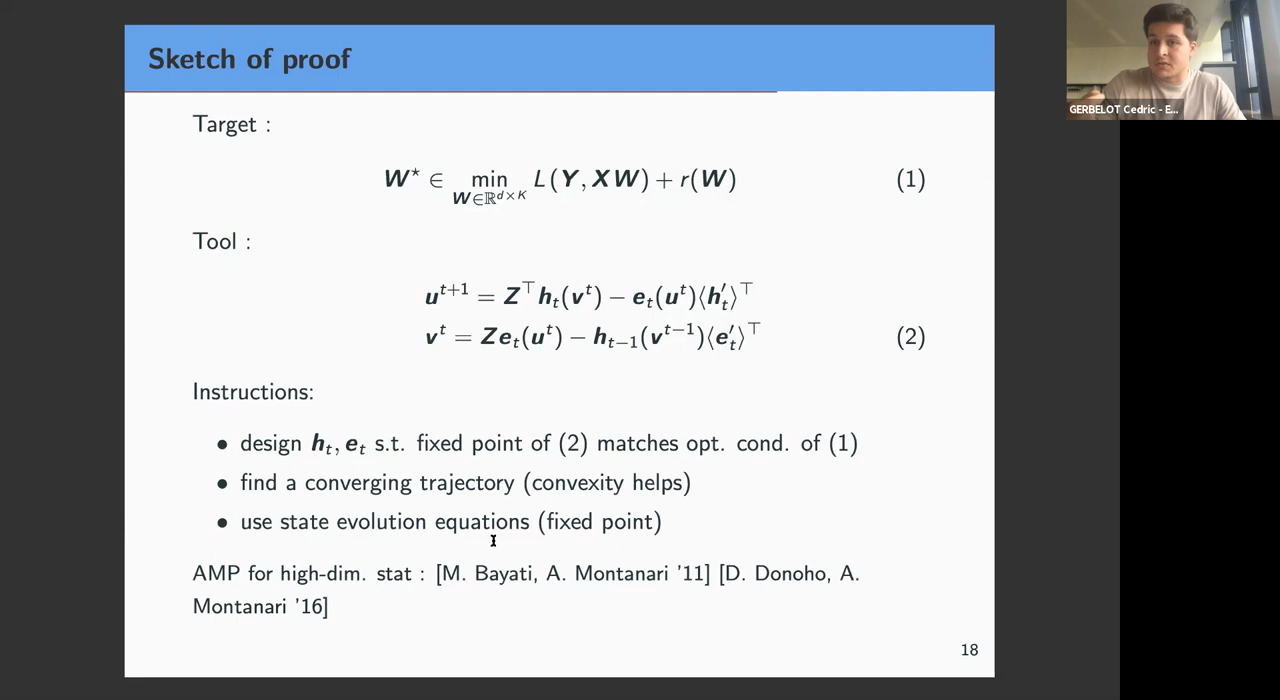 Sketch of proof
GERBELOT Cedric - E...
Target :
W⋆ ∈ min_{W∈ℝ^{d×K}} L(Y, XW) + r(W) (1)
Tool :
u^{t+1} = Z^⊤ h_t(v^t) − e_t(u^t)⟨h′_t⟩^⊤
v^t = Z e_t(u^t) − h_{t−1}(v^{t−1})⟨e′_t⟩^⊤ (2)
Instructions:
• design h_t, e_t s.t. fixed point of (2) matches opt. cond. of (1)
• find a converging trajectory (convexity helps)
• use state evolution equations (fixed point)
AMP for high-dim. stat : [M. Bayati, A. Montanari '11] [D. Donoho, A.
Montanari '16]
18